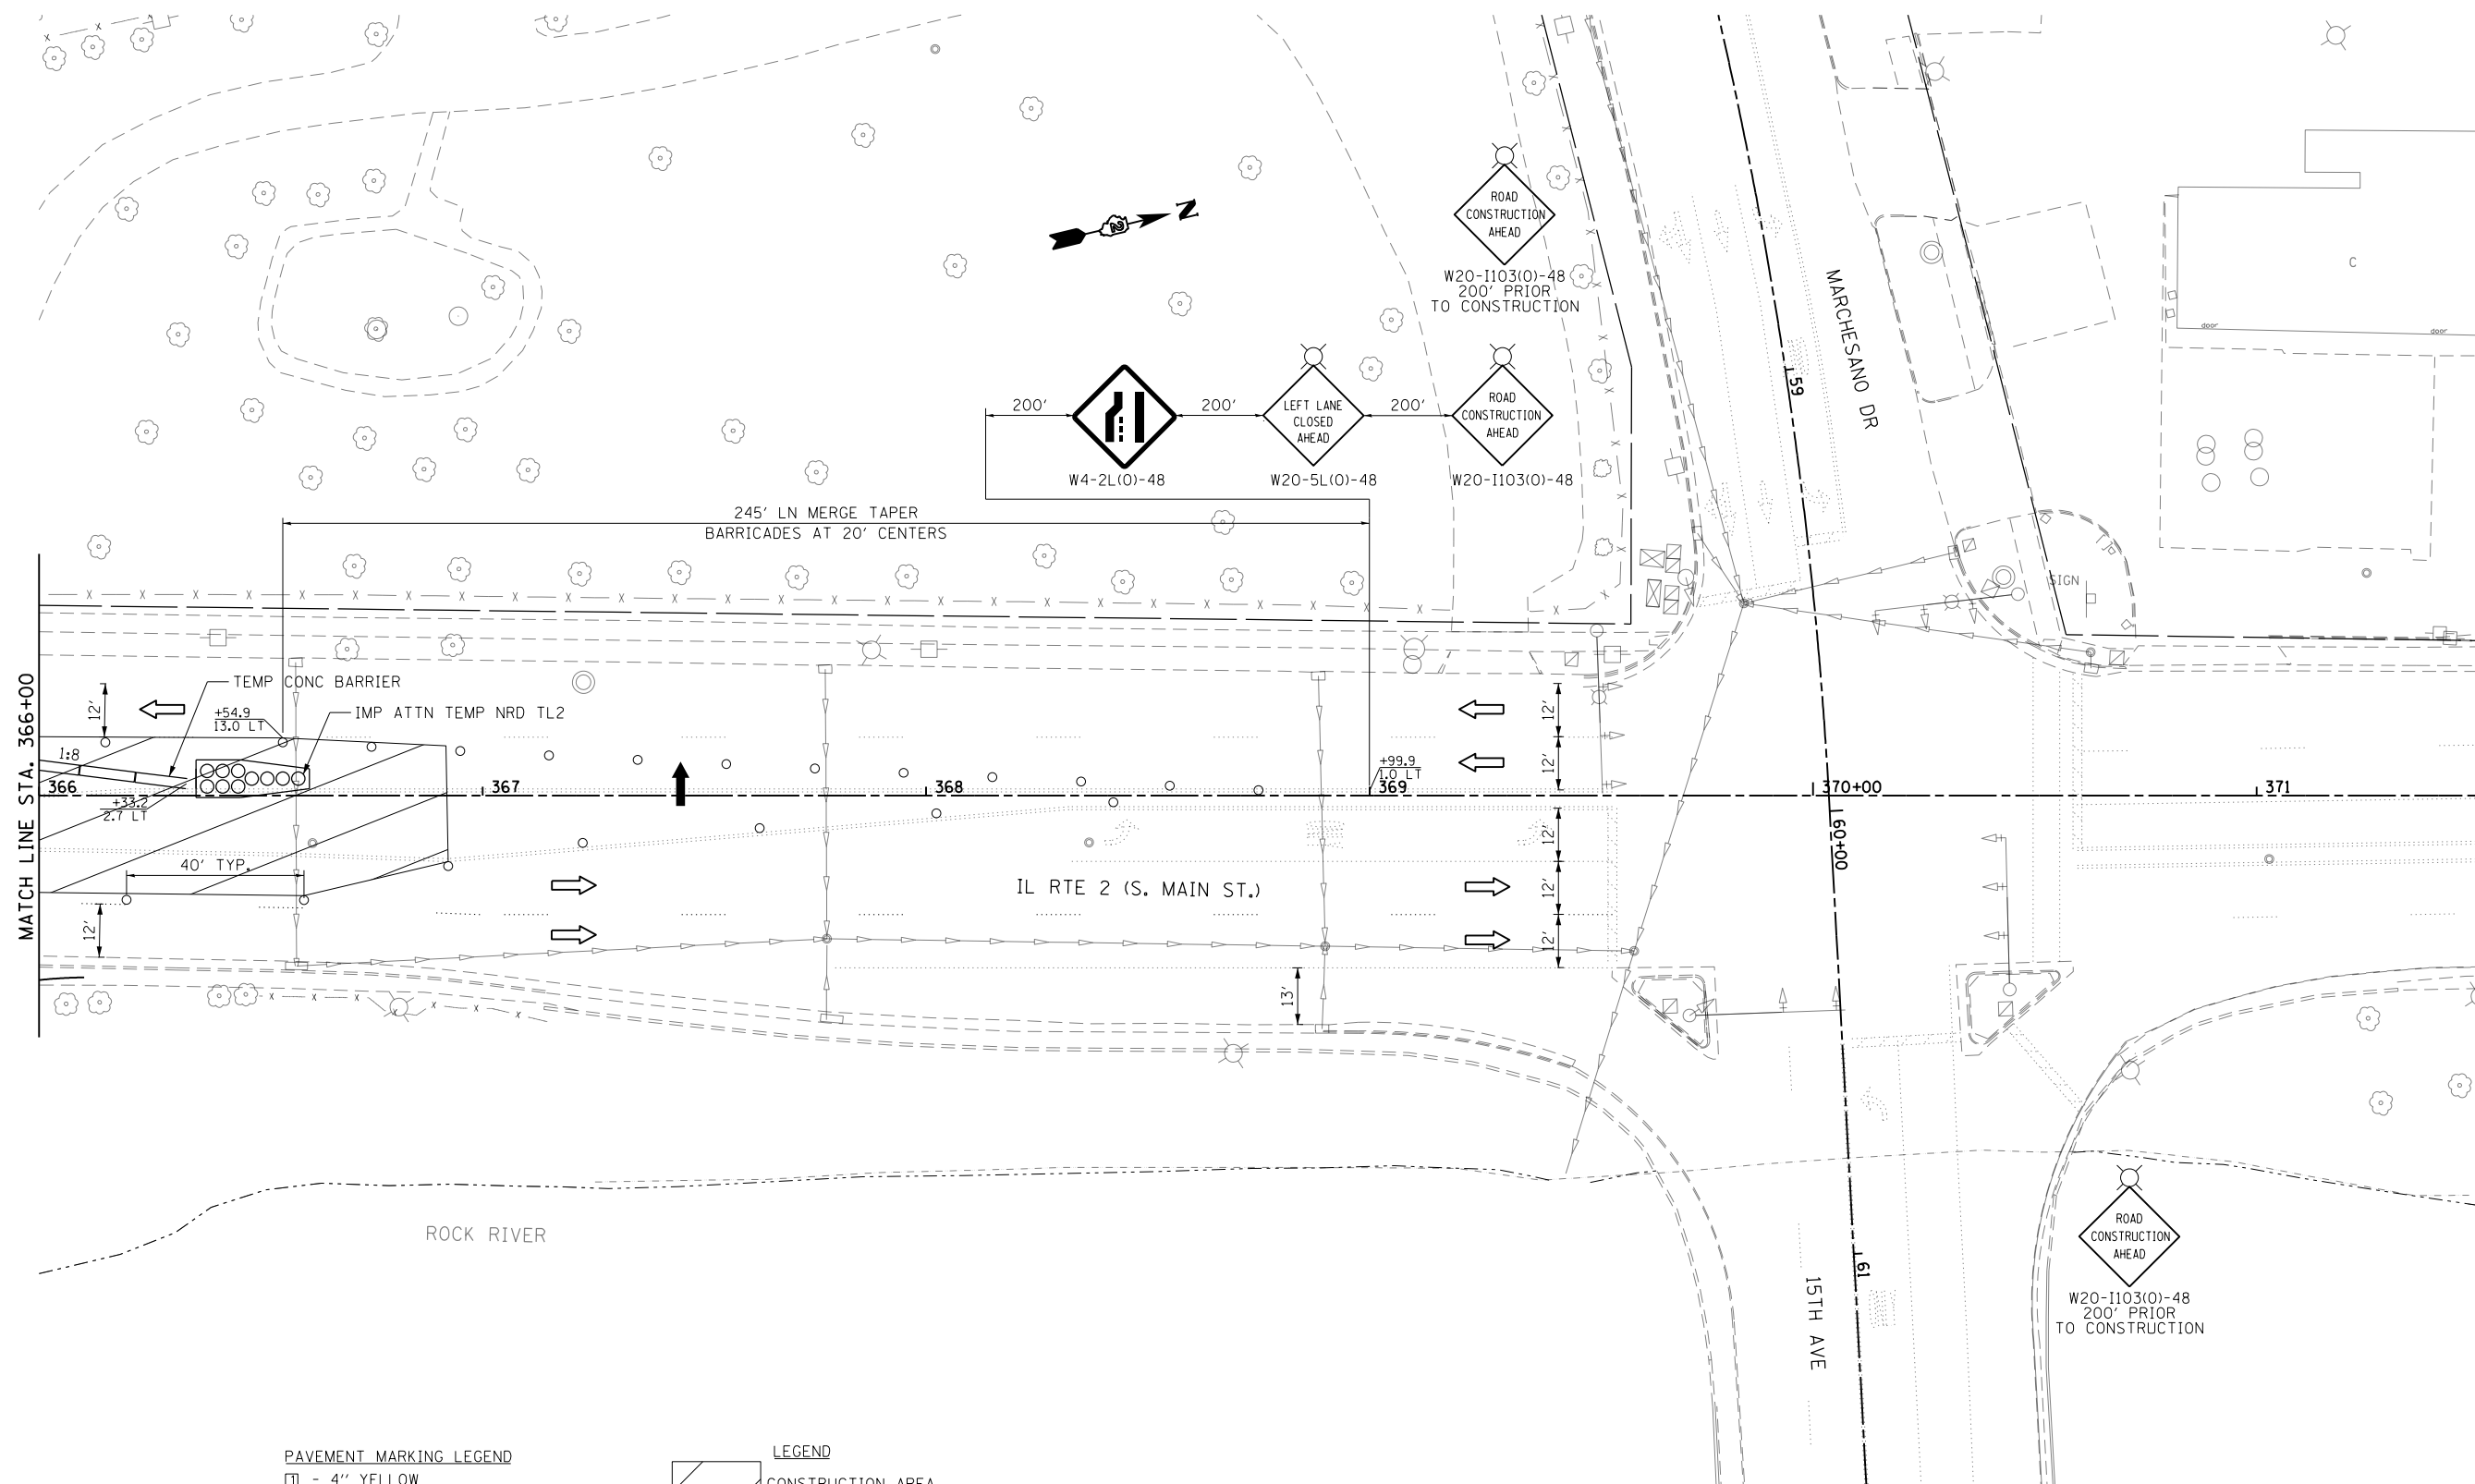 ROAD
CONSTRUCTION
AHEAD
W20-I103(O)-48
200' PRIOR
TO CONSTRUCTION
N
2
MARCHESANO DR
59
C
door
door
200'
200'
LEFT LANE
CLOSED
AHEAD
200'
ROAD
CONSTRUCTION
AHEAD
W4-2L(O)-48
W20-5L(O)-48
W20-I103(O)-48
245' LN MERGE TAPER
BARRICADES AT 20' CENTERS
SIGN
MATCH LINE STA. 366+00
TEMP CONC BARRIER
IMP ATTN TEMP NRD TL2
12'
+54.9
13.0 LT
1:8
+33.2
2.7 LT
366
367
368
+99.9
1.0 LT
369
370+00
371
12'
12'
12'
12'
12'
60+00
40' TYP.
12'
IL RTE 2 (S. MAIN ST.)
13'
ROCK RIVER
15TH AVE
61
ROAD
CONSTRUCTION
AHEAD
W20-I103(O)-48
200' PRIOR
TO CONSTRUCTION
PAVEMENT MARKING LEGEND
1 - 4" YELLOW
LEGEND
CONSTRUCTION AREA